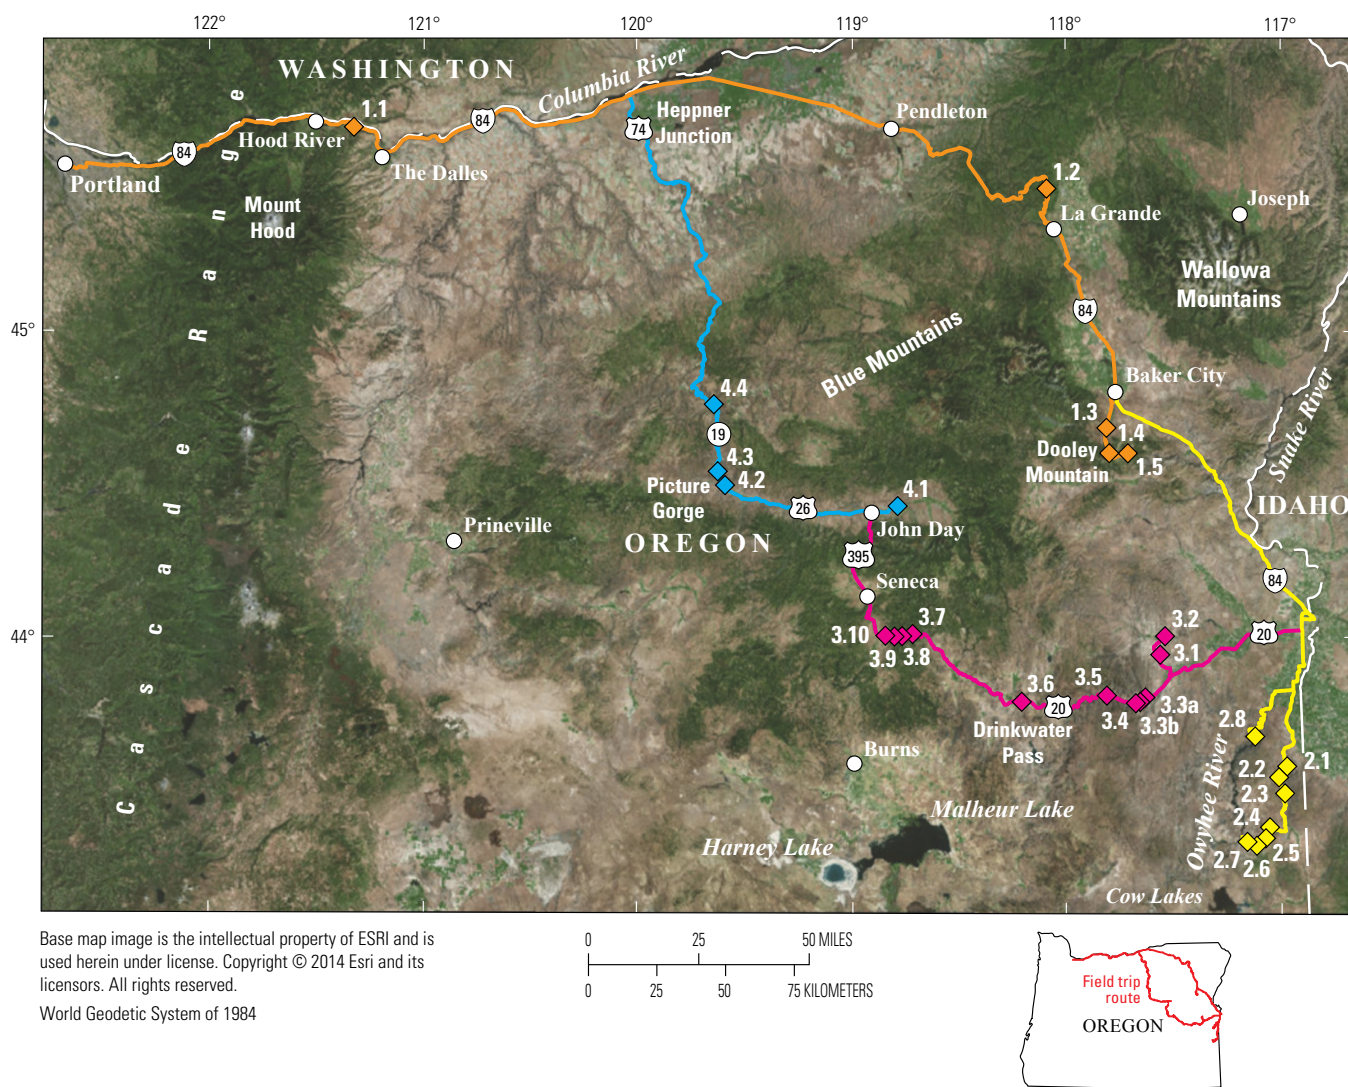 122°
121°
120°
119°
118°
117°
WASHINGTON
Columbia River
1.1
84
Heppner
Junction
74
Pendleton
Hood River
84
The Dalles
Portland
1.2
Joseph
La Grande
Mount
Hood
Wallowa
Mountains
Cascade Range
45°
84
Blue Mountains
Baker City
Snake River
4.4
1.3
19
1.4
Dooley
Mountain
1.5
4.3
4.2
Picture
Gorge
4.1
26
IDAHO
Prineville
OREGON
John Day
395
Seneca
84
44°
3.10
3.7
3.9
3.8
3.2
20
3.1
3.6
3.5
20
3.4
3.3a
3.3b
Drinkwater
Pass
2.8
Burns
Owyhee River
2.1
2.2
2.3
2.4
Malheur Lake
Harney Lake
2.7
2.5
2.6
Cow Lakes
Base map image is the intellectual property of ESRI and is
used herein under license. Copyright © 2014 Esri and its
licensors. All rights reserved.
World Geodetic System of 1984
0 25 50 MILES
0 25 50 75 KILOMETERS
Field trip
route
OREGON